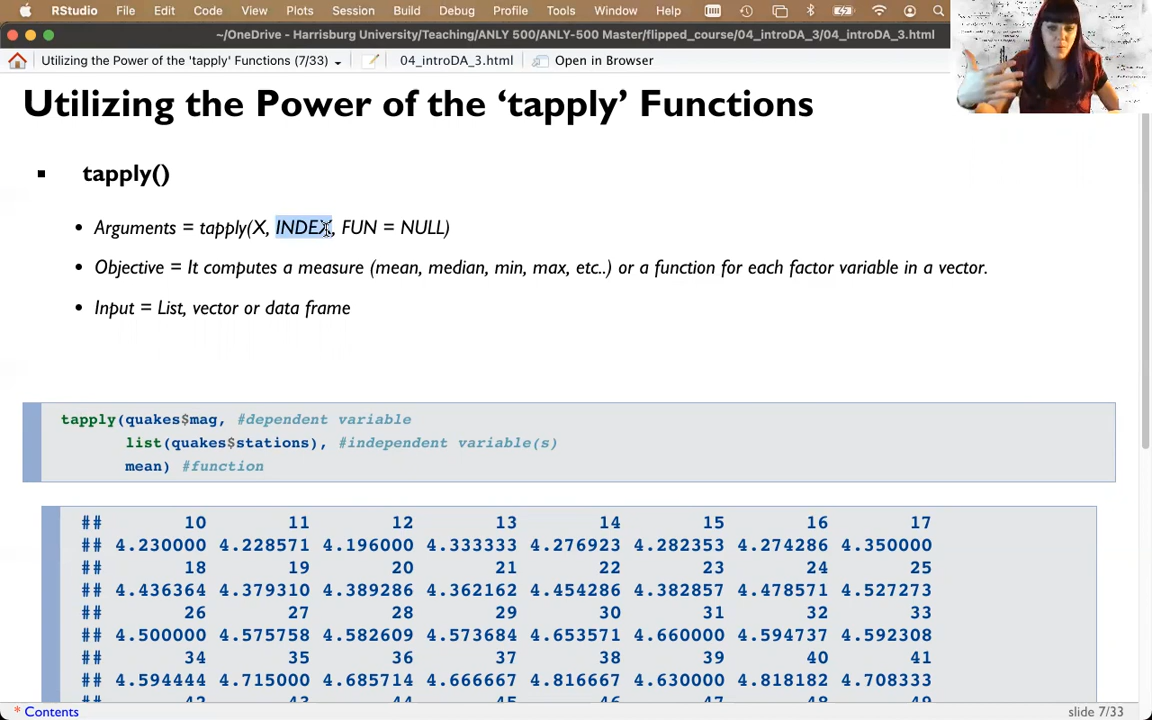 RStudio File Edit Code View Plots Session Build Debug Profile Tools Window Help
~/OneDrive - Harrisburg University/Teaching/ANLY 500/ANLY-500 Master/flipped_course/04_introDA_3/04_introDA_3.html
Utilizing the Power of the 'tapply' Functions (7/33) 04_introDA_3.html Open in Browser
Utilizing the Power of the ‘tapply’ Functions
▪ tapply()
• Arguments = tapply(X, INDEX, FUN = NULL)
• Objective = It computes a measure (mean, median, min, max, etc..) or a function for each factor variable in a vector.
• Input = List, vector or data frame
tapply(quakes$mag, #dependent variable
list(quakes$stations), #independent variable(s)
mean) #function
## 10 11 12 13 14 15 16 17
## 4.230000 4.228571 4.196000 4.333333 4.276923 4.282353 4.274286 4.350000
## 18 19 20 21 22 23 24 25
## 4.436364 4.379310 4.389286 4.362162 4.454286 4.382857 4.478571 4.527273
## 26 27 28 29 30 31 32 33
## 4.500000 4.575758 4.582609 4.573684 4.653571 4.660000 4.594737 4.592308
## 34 35 36 37 38 39 40 41
## 4.594444 4.715000 4.685714 4.666667 4.816667 4.630000 4.818182 4.708333
## 42 43 44 45 46 47 48 49
* Contents
slide 7/33